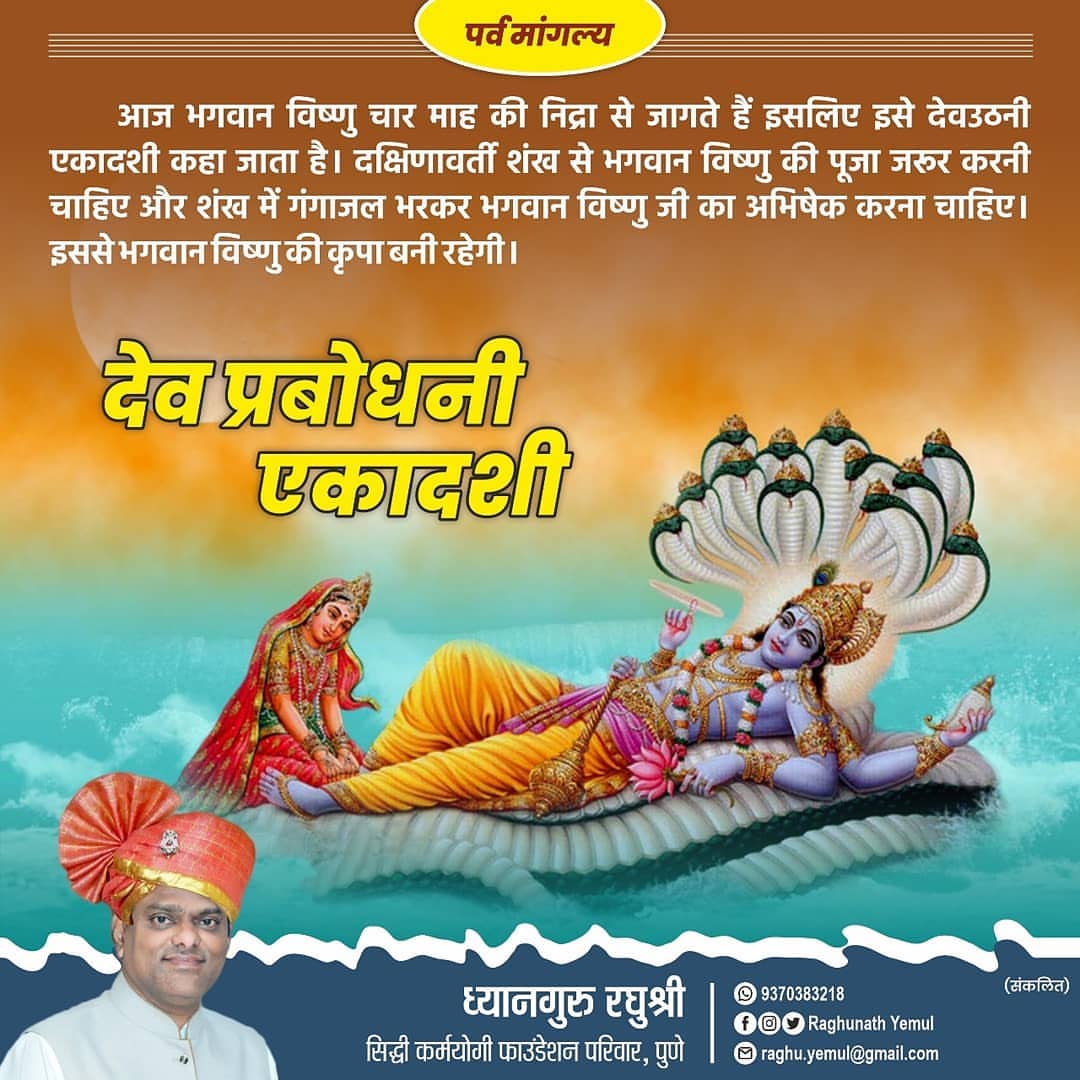 पर्व मांगल्य
आज भगवान विष्णु चार माह की निद्रा से जागते हैं इसलिए इसे देवउठनी
एकादशी कहा जाता है। दक्षिणावर्ती शंख से भगवान विष्णु की पूजा जरूर करनी
चाहिए और शंख में गंगाजल भरकर भगवान विष्णु जी का अभिषेक करना चाहिए।
इससे भगवान विष्णु की कृपा बनी रहेगी।
देव प्रबोधनी
एकादशी
ध्यानगुरु रघुश्री
सिद्धी कर्मयोगी फाउंडेशन परिवार, पुणे
9370383218
Raghunath Yemul
raghu.yemul@gmail.com
(संकलित)